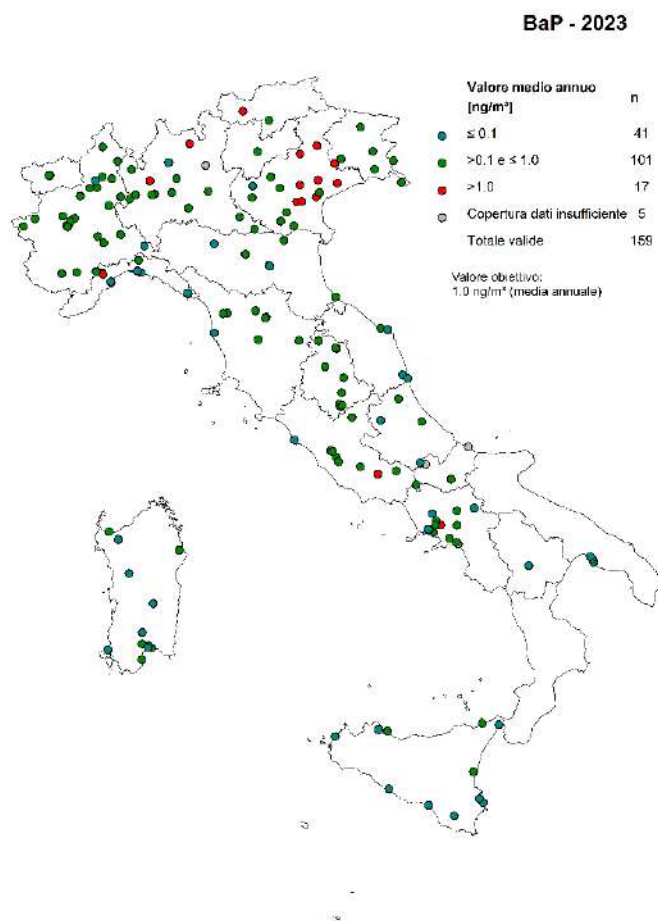 BaP - 2023
Valore medio annuo
[ng/m³] n
≤ 0.1 41
>0.1 e ≤ 1.0 101
>1.0 17
Copertura dati insufficiente 5
Totale valide 159
Valore obiettivo:
1.0 ng/m³ (media annuale)